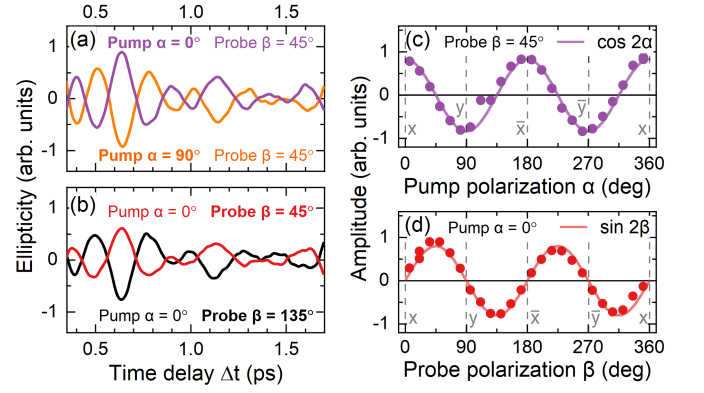 0.5 1.0 1.5
(a) Pump α = 0° Probe β = 45°
1
0
-1
Pump α = 90° Probe β = 45°
(b) Pump α = 0° Probe β = 45°
1
0
-1
Pump α = 0° Probe β = 135°
0.5 1.0 1.5
Time delay Δt (ps)
Ellipticity (arb. units)
(c) Probe β = 45° cos 2α
1
0
-1
y y̅
x x̅ x
0 90 180 270 360
Pump polarization α (deg)
Amplitude (arb. units)
(d) Pump α = 0° sin 2β
1
0
-1
x y x̅ y̅ x
0 90 180 270 360
Probe polarization β (deg)